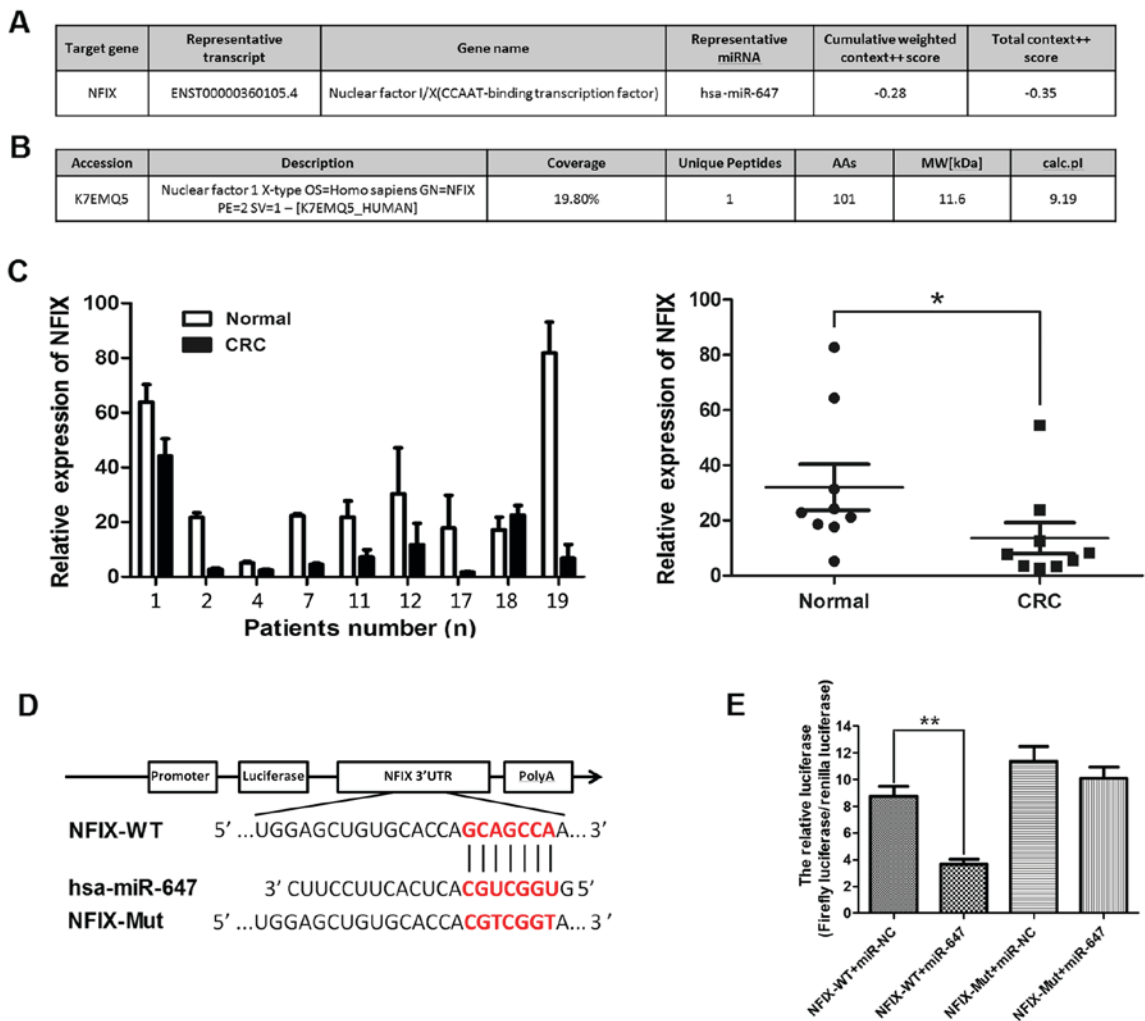 A
Target gene
Representative transcript
Gene name
Representative miRNA
Cumulative weighted context++ score
Total context++ score
NFIX
ENST00000360105.4
Nuclear factor I/X(CCAAT-binding transcription factor)
hsa-miR-647
-0.28
-0.35
B
Accession
Description
Coverage
Unique Peptides
AAs
MW[kDa]
calc.pI
K7EMQ5
Nuclear factor 1 X-type OS=Homo sapiens GN=NFIX
PE=2 SV=1 – [K7EMQ5_HUMAN]
19.80%
1
101
11.6
9.19
C
Relative expression of NFIX
100
80
60
40
20
0
Normal
CRC
1 2 4 7 11 12 17 18 19
Patients number (n)
Relative expression of NFIX
100
80
60
40
20
0
*
Normal
CRC
D
Promoter
Luciferase
NFIX 3'UTR
PolyA
NFIX-WT 5′ ...UGGAGCUGUGCACCAGCAGCCAA... 3′
hsa-miR-647 3′ CUUCCUUCACUCACGUCGGUG 5′
NFIX-Mut 5′ ...UGGAGCUGUGCACCACGTCGGTA... 3′
E
The relative luciferase
(Firefly luciferase/renilla luciferase)
14
12
10
8
6
4
2
0
**
NFIX-WT+miR-NC
NFIX-WT+miR-647
NFIX-Mut+miR-NC
NFIX-Mut+miR-647